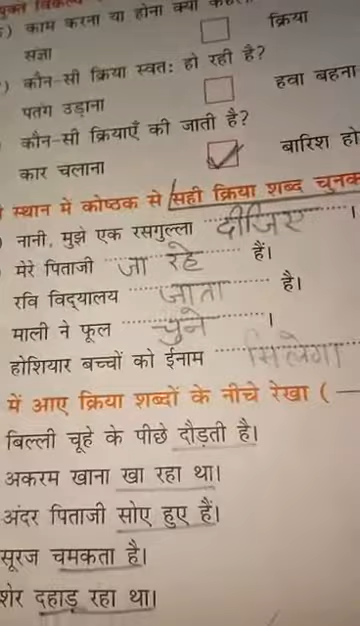 काम करना या होना क्या
क्रिया
संज्ञा
कौन-सी क्रिया स्वतः हो रही है?
हवा बहना
पतंग उड़ाना
कौन-सी क्रियाएँ की जाती है?
बारिश हो
कार चलाना
स्थान में कोष्ठक से सही क्रिया शब्द चुनक
नानी, मुझे एक रसगुल्ला दीजिए ।
मेरे पिताजी जा रहे हैं।
रवि विद्यालय जाता है।
माली ने फूल चुने ।
होशियार बच्चों को ईनाम मिलेगा
में आए क्रिया शब्दों के नीचे रेखा (
बिल्ली चूहे के पीछे दौड़ती है।
अकरम खाना खा रहा था।
अंदर पिताजी सोए हुए हैं।
सूरज चमकता है।
शेर दहाड़ रहा था।